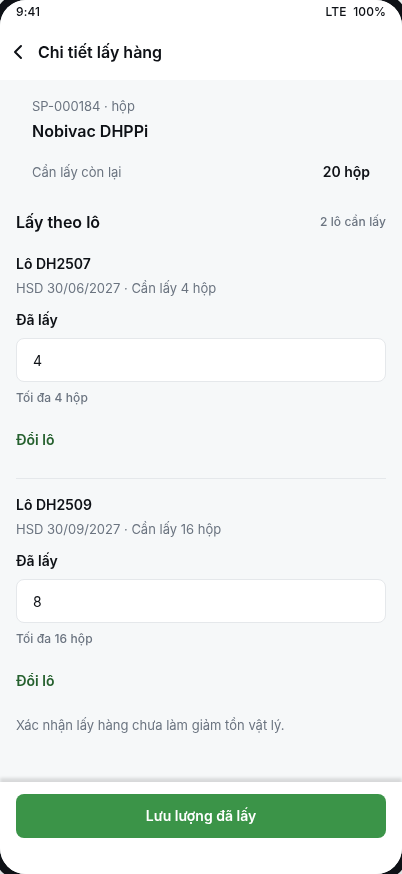 9:41
LTE 100%
Chi tiết lấy hàng
SP-000184 · hộp
Nobivac DHPPi
Cần lấy còn lại
20 hộp
Lấy theo lô
2 lô cần lấy
Lô DH2507
HSD 30/06/2027 · Cần lấy 4 hộp
Đã lấy
4
Tối đa 4 hộp
Đổi lô
Lô DH2509
HSD 30/09/2027 · Cần lấy 16 hộp
Đã lấy
8
Tối đa 16 hộp
Đổi lô
Xác nhận lấy hàng chưa làm giảm tồn vật lý.
Lưu lượng đã lấy